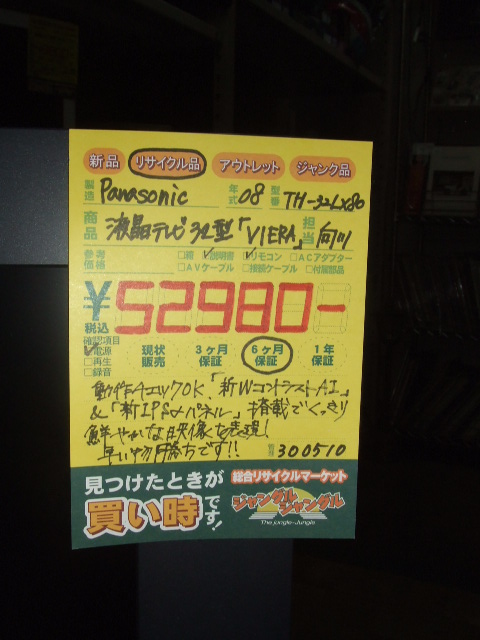 新品 リサイクル品 アウトレット ジャンク品
製造 Panasonic 年式 08 型番 TH-32LX80
商品 液晶テレビ 32型「VIERA」 担当 向川
参考価格 □箱 □説明書 □リモコン □ACアダプター
□AVケーブル □接続ケーブル □付属部品
¥52980-
税込
確認項目
□電源
□再生
□録音
現状販売 3ヶ月保証 6ヶ月保証 1年保証
動作チェックOK.「新WコントラストAI」
&「新IPSαパネル」搭載でくっきり
鮮やかな映像を表現!
早い物勝ちです!!
300510
見つけたときが
買い時です!
総合リサイクルマーケット
ジャングル
ジャングル
The Jungle-Jungle